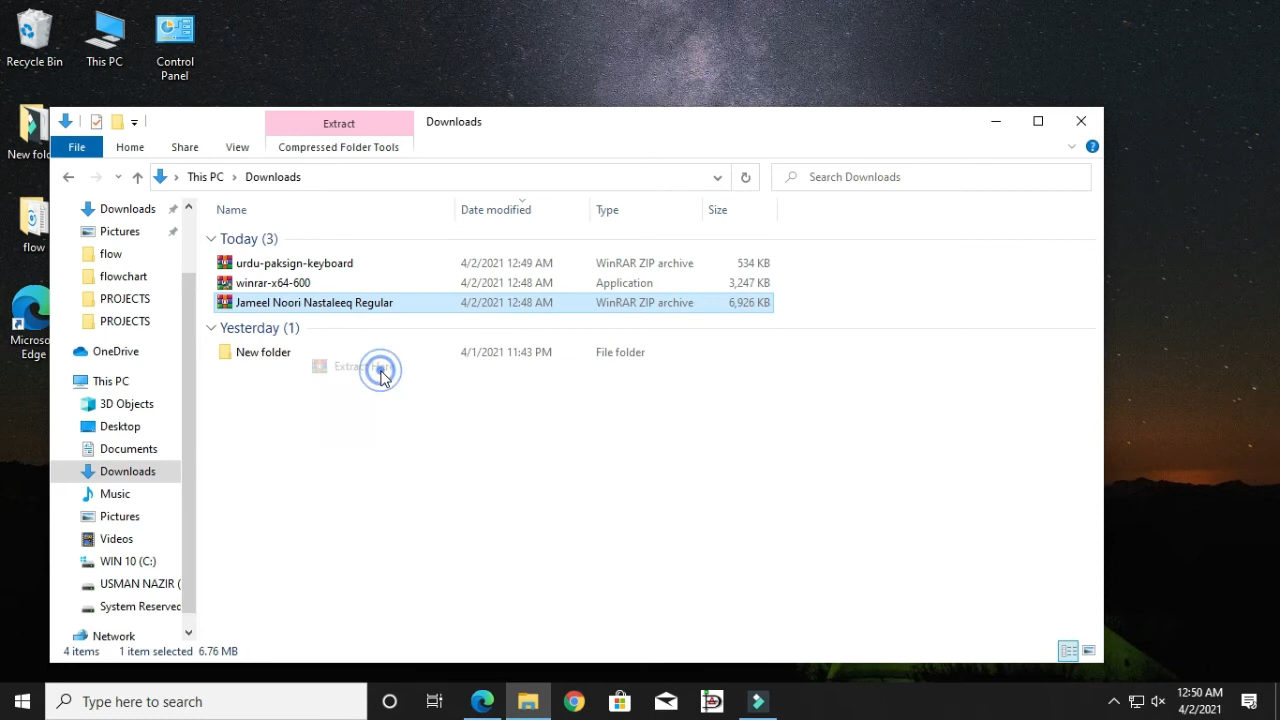 Recycle Bin
This PC
Control
Panel
New fold
flow
Microso
Edge
Extract
Downloads
File
Home
Share
View
Compressed Folder Tools
This PC > Downloads
Search Downloads
Downloads
Pictures
flow
flowchart
PROJECTS
PROJECTS
OneDrive
This PC
3D Objects
Desktop
Documents
Downloads
Music
Pictures
Videos
WIN 10 (C:)
USMAN NAZIR (
System Reserved
Network
Name Date modified Type Size
Today (3)
urdu-paksign-keyboard 4/2/2021 12:49 AM WinRAR ZIP archive 534 KB
winrar-x64-600 4/2/2021 12:48 AM Application 3,247 KB
Jameel Noori Nastaleeq Regular 4/2/2021 12:48 AM WinRAR ZIP archive 6,926 KB
Yesterday (1)
New folder 4/1/2021 11:43 PM File folder
Extract Here
4 items 1 item selected 6.76 MB
Type here to search
12:50 AM
4/2/2021